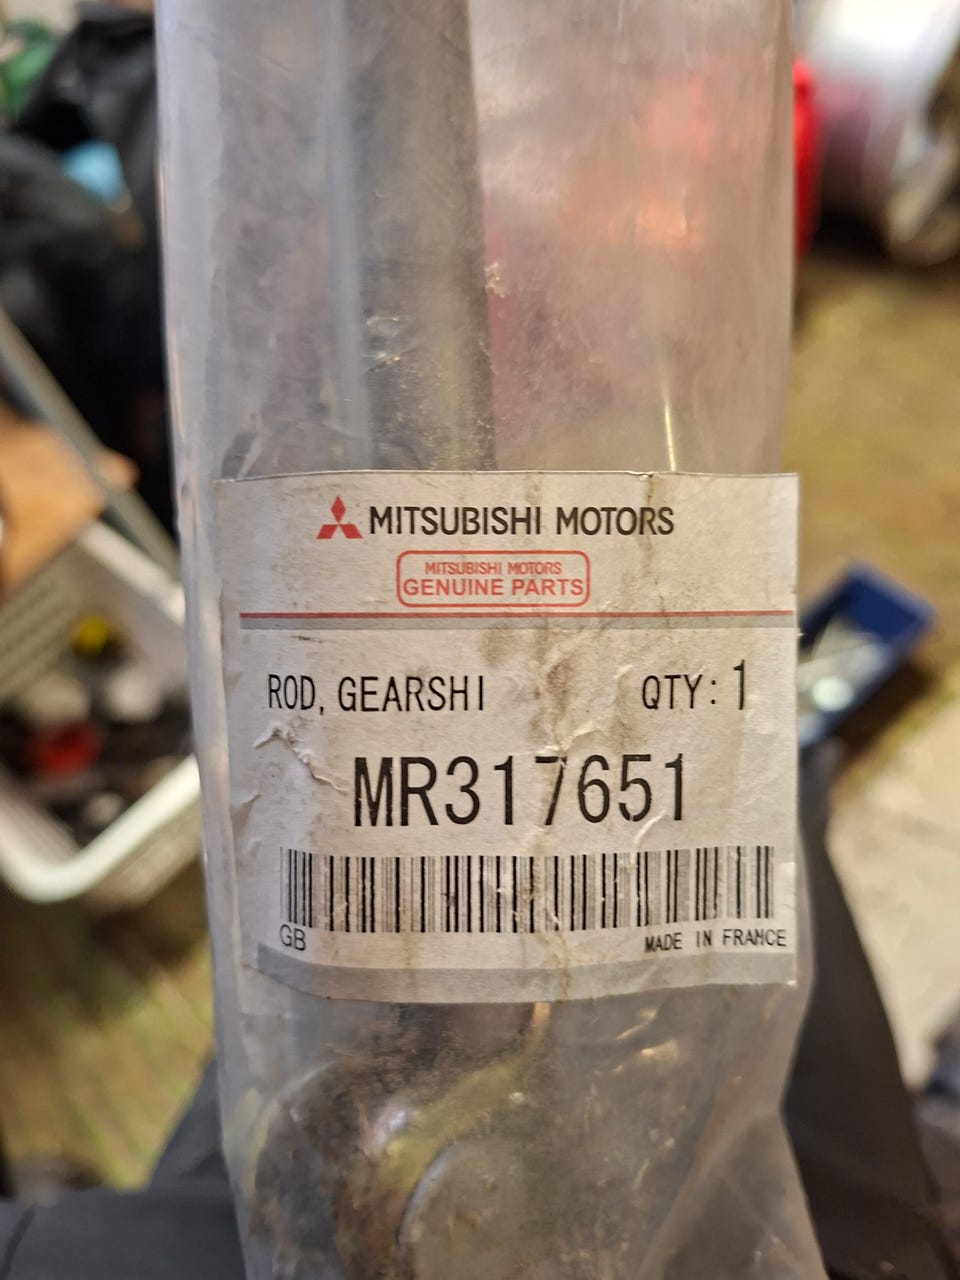 MITSUBISHI MOTORS
MITSUBISHI MOTORS
GENUINE PARTS
ROD, GEARSHI QTY: 1
MR317651
GB MADE IN FRANCE